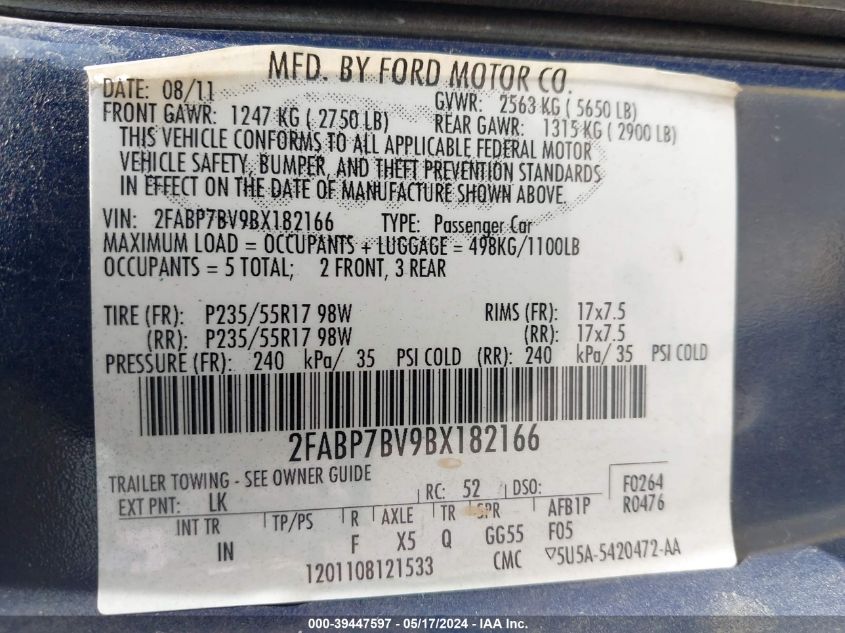 MFD. BY FORD MOTOR CO.
DATE: 08/11 GVWR: 2563 KG ( 5650 LB)
FRONT GAWR: 1247 KG ( 2750 LB) REAR GAWR: 1315 KG ( 2900 LB)
THIS VEHICLE CONFORMS TO ALL APPLICABLE FEDERAL MOTOR
VEHICLE SAFETY, BUMPER, AND THEFT PREVENTION STANDARDS
IN EFFECT ON THE DATE OF MANUFACTURE SHOWN ABOVE.
VIN: 2FABP7BV9BX182166 TYPE: Passenger Car
MAXIMUM LOAD = OCCUPANTS + LUGGAGE = 498KG/1100LB
OCCUPANTS = 5 TOTAL; 2 FRONT, 3 REAR
TIRE (FR): P235/55R17 98W RIMS (FR): 17x7.5
(RR): P235/55R17 98W (RR): 17x7.5
PRESSURE (FR): 240 kPa/ 35 PSI COLD (RR): 240 kPa/ 35 PSI COLD
2FABP7BV9BX182166
TRAILER TOWING - SEE OWNER GUIDE
EXT PNT: LK RC: 52 DSO: F0264
INT TR TP/PS R AXLE TR SPR AFB1P R0476
IN F X5 Q GG55 F05
1201108121533 CMC ▽5U5A-5420472-AA
000-39447597 - 05/17/2024 - IAA Inc.